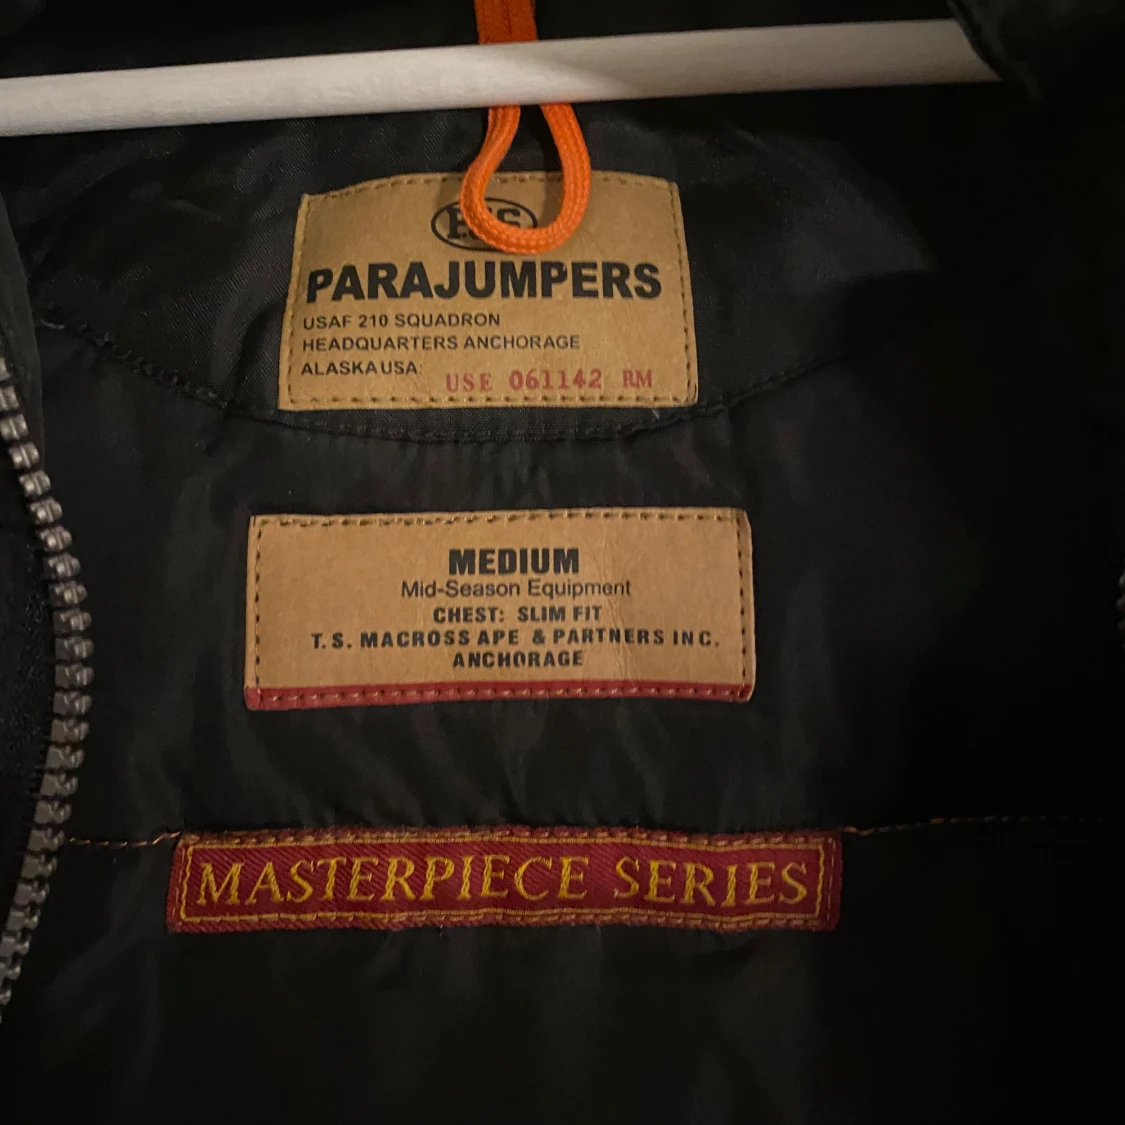 PARAJUMPERS
USAF 210 SQUADRON
HEADQUARTERS ANCHORAGE
ALASKA USA:
USE 061142 RM
MEDIUM
Mid-Season Equipment
CHEST: SLIM FIT
T. S. MACROSS APE & PARTNERS INC.
ANCHORAGE
MASTERPIECE SERIES